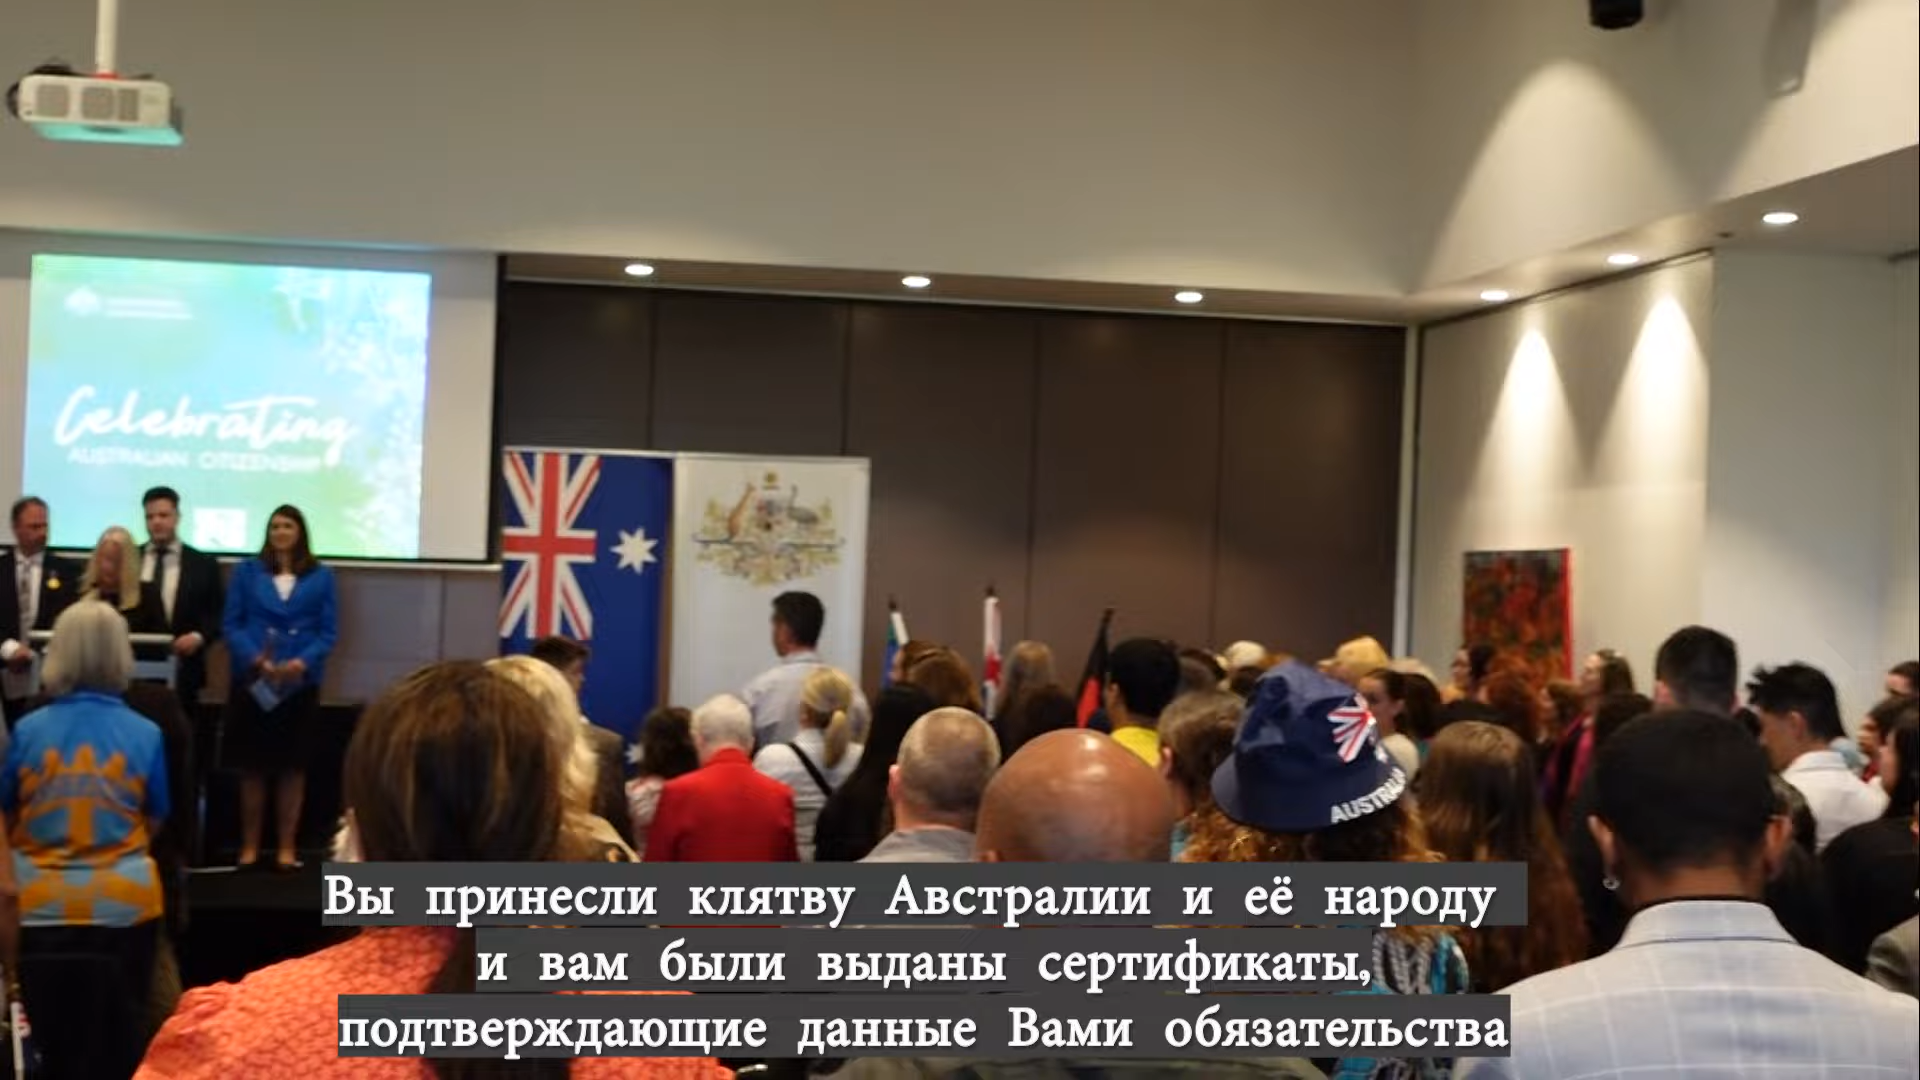 Celebrating
AUSTRALIAN CITIZENSHIP
AUSTRALIA
Вы принесли клятву Австралии и её народу
и вам были выданы сертификаты,
подтверждающие данные Вами обязательства